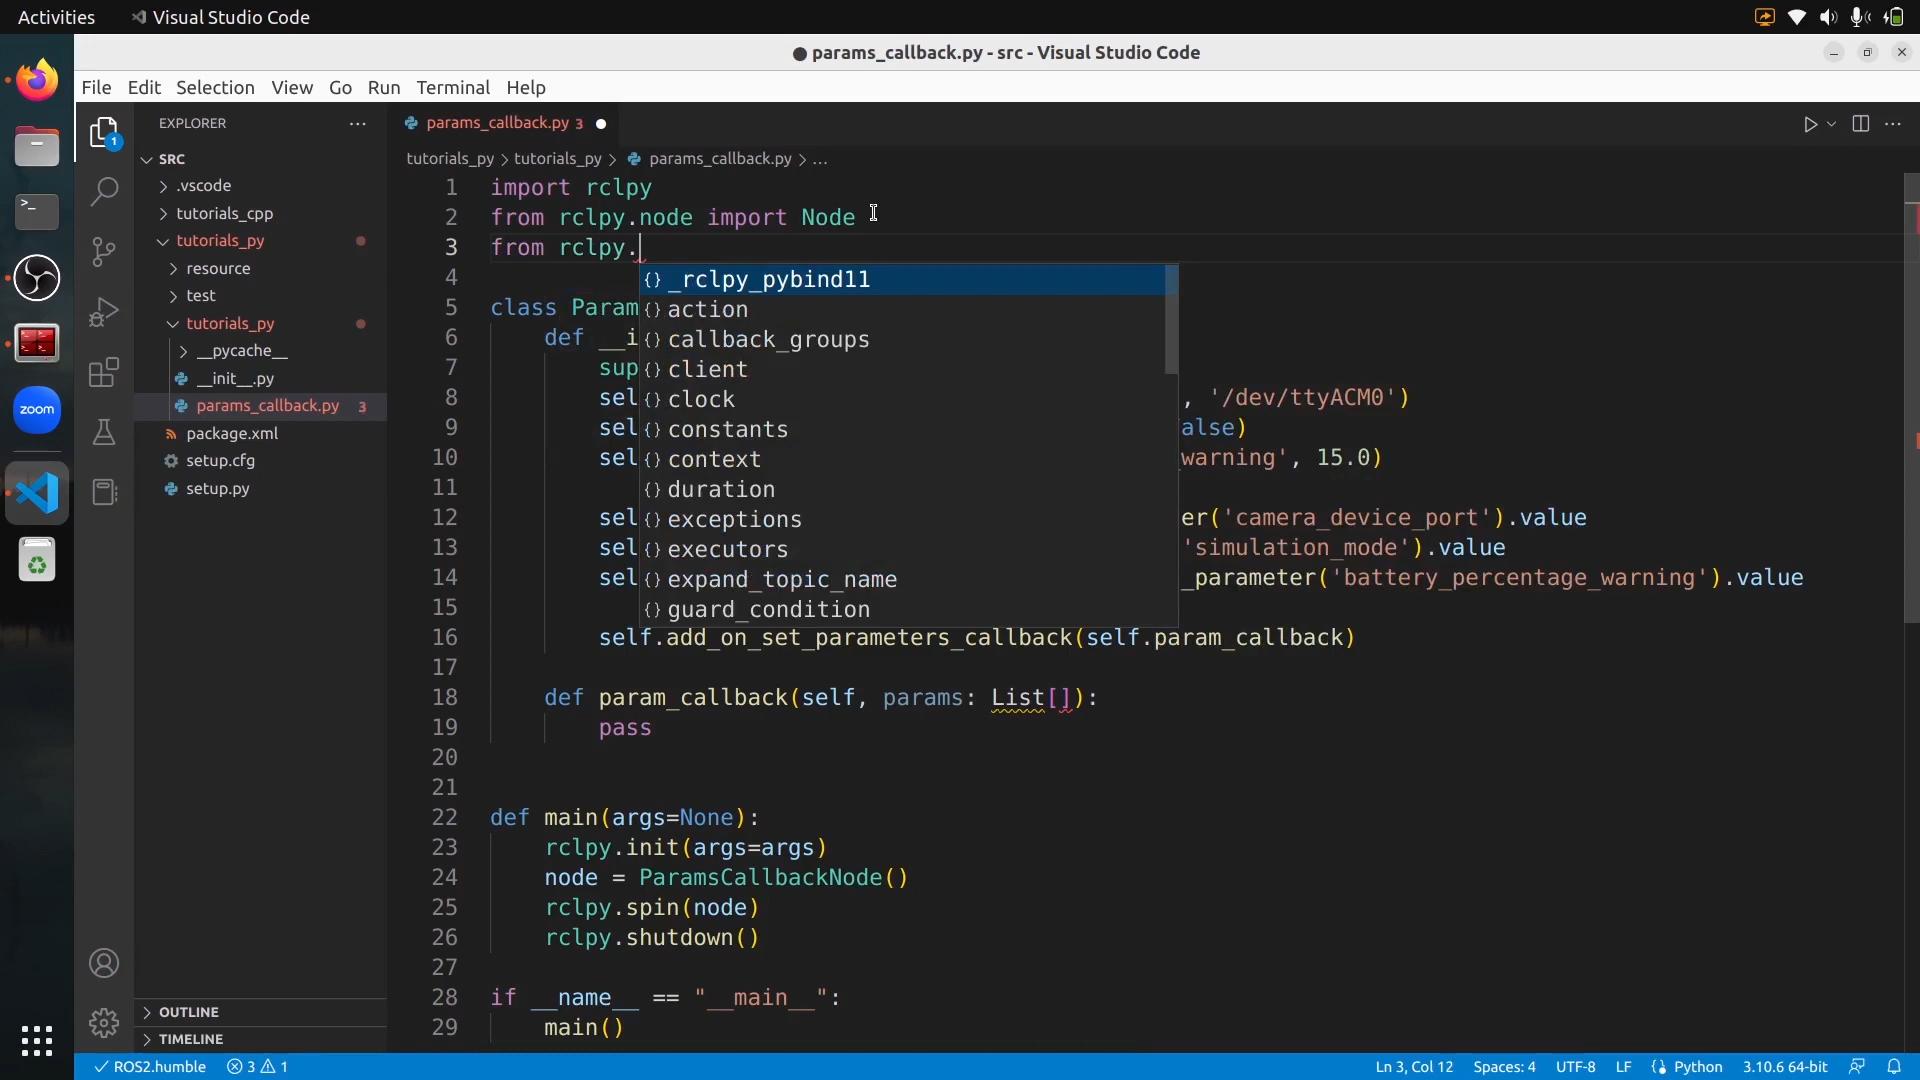 Activities
Visual Studio Code
params_callback.py - src - Visual Studio Code
File Edit Selection View Go Run Terminal Help
EXPLORER
SRC
.vscode
tutorials_cpp
tutorials_py
resource
test
tutorials_py
__pycache__
__init__.py
params_callback.py 3
package.xml
setup.cfg
setup.py
OUTLINE
TIMELINE
1
zoom
params_callback.py 3
tutorials_py > tutorials_py > params_callback.py > ...
1 import rclpy
2 from rclpy.node import Node
3 from rclpy.
4
5 class Param
6 def __i
7 sup
8 sel , '/dev/ttyACM0')
9 sel alse)
10 sel warning', 15.0)
11
12 sel er('camera_device_port').value
13 sel 'simulation_mode').value
14 sel _parameter('battery_percentage_warning').value
15
16 self.add_on_set_parameters_callback(self.param_callback)
17
18 def param_callback(self, params: List[]):
19 pass
20
21
22 def main(args=None):
23 rclpy.init(args=args)
24 node = ParamsCallbackNode()
25 rclpy.spin(node)
26 rclpy.shutdown()
27
28 if __name__ == "__main__":
29 main()
{} _rclpy_pybind11
{} action
{} callback_groups
{} client
{} clock
{} constants
{} context
{} duration
{} exceptions
{} executors
{} expand_topic_name
{} guard_condition
ROS2.humble 3 1 Ln 3, Col 12 Spaces: 4 UTF-8 LF {} Python 3.10.6 64-bit